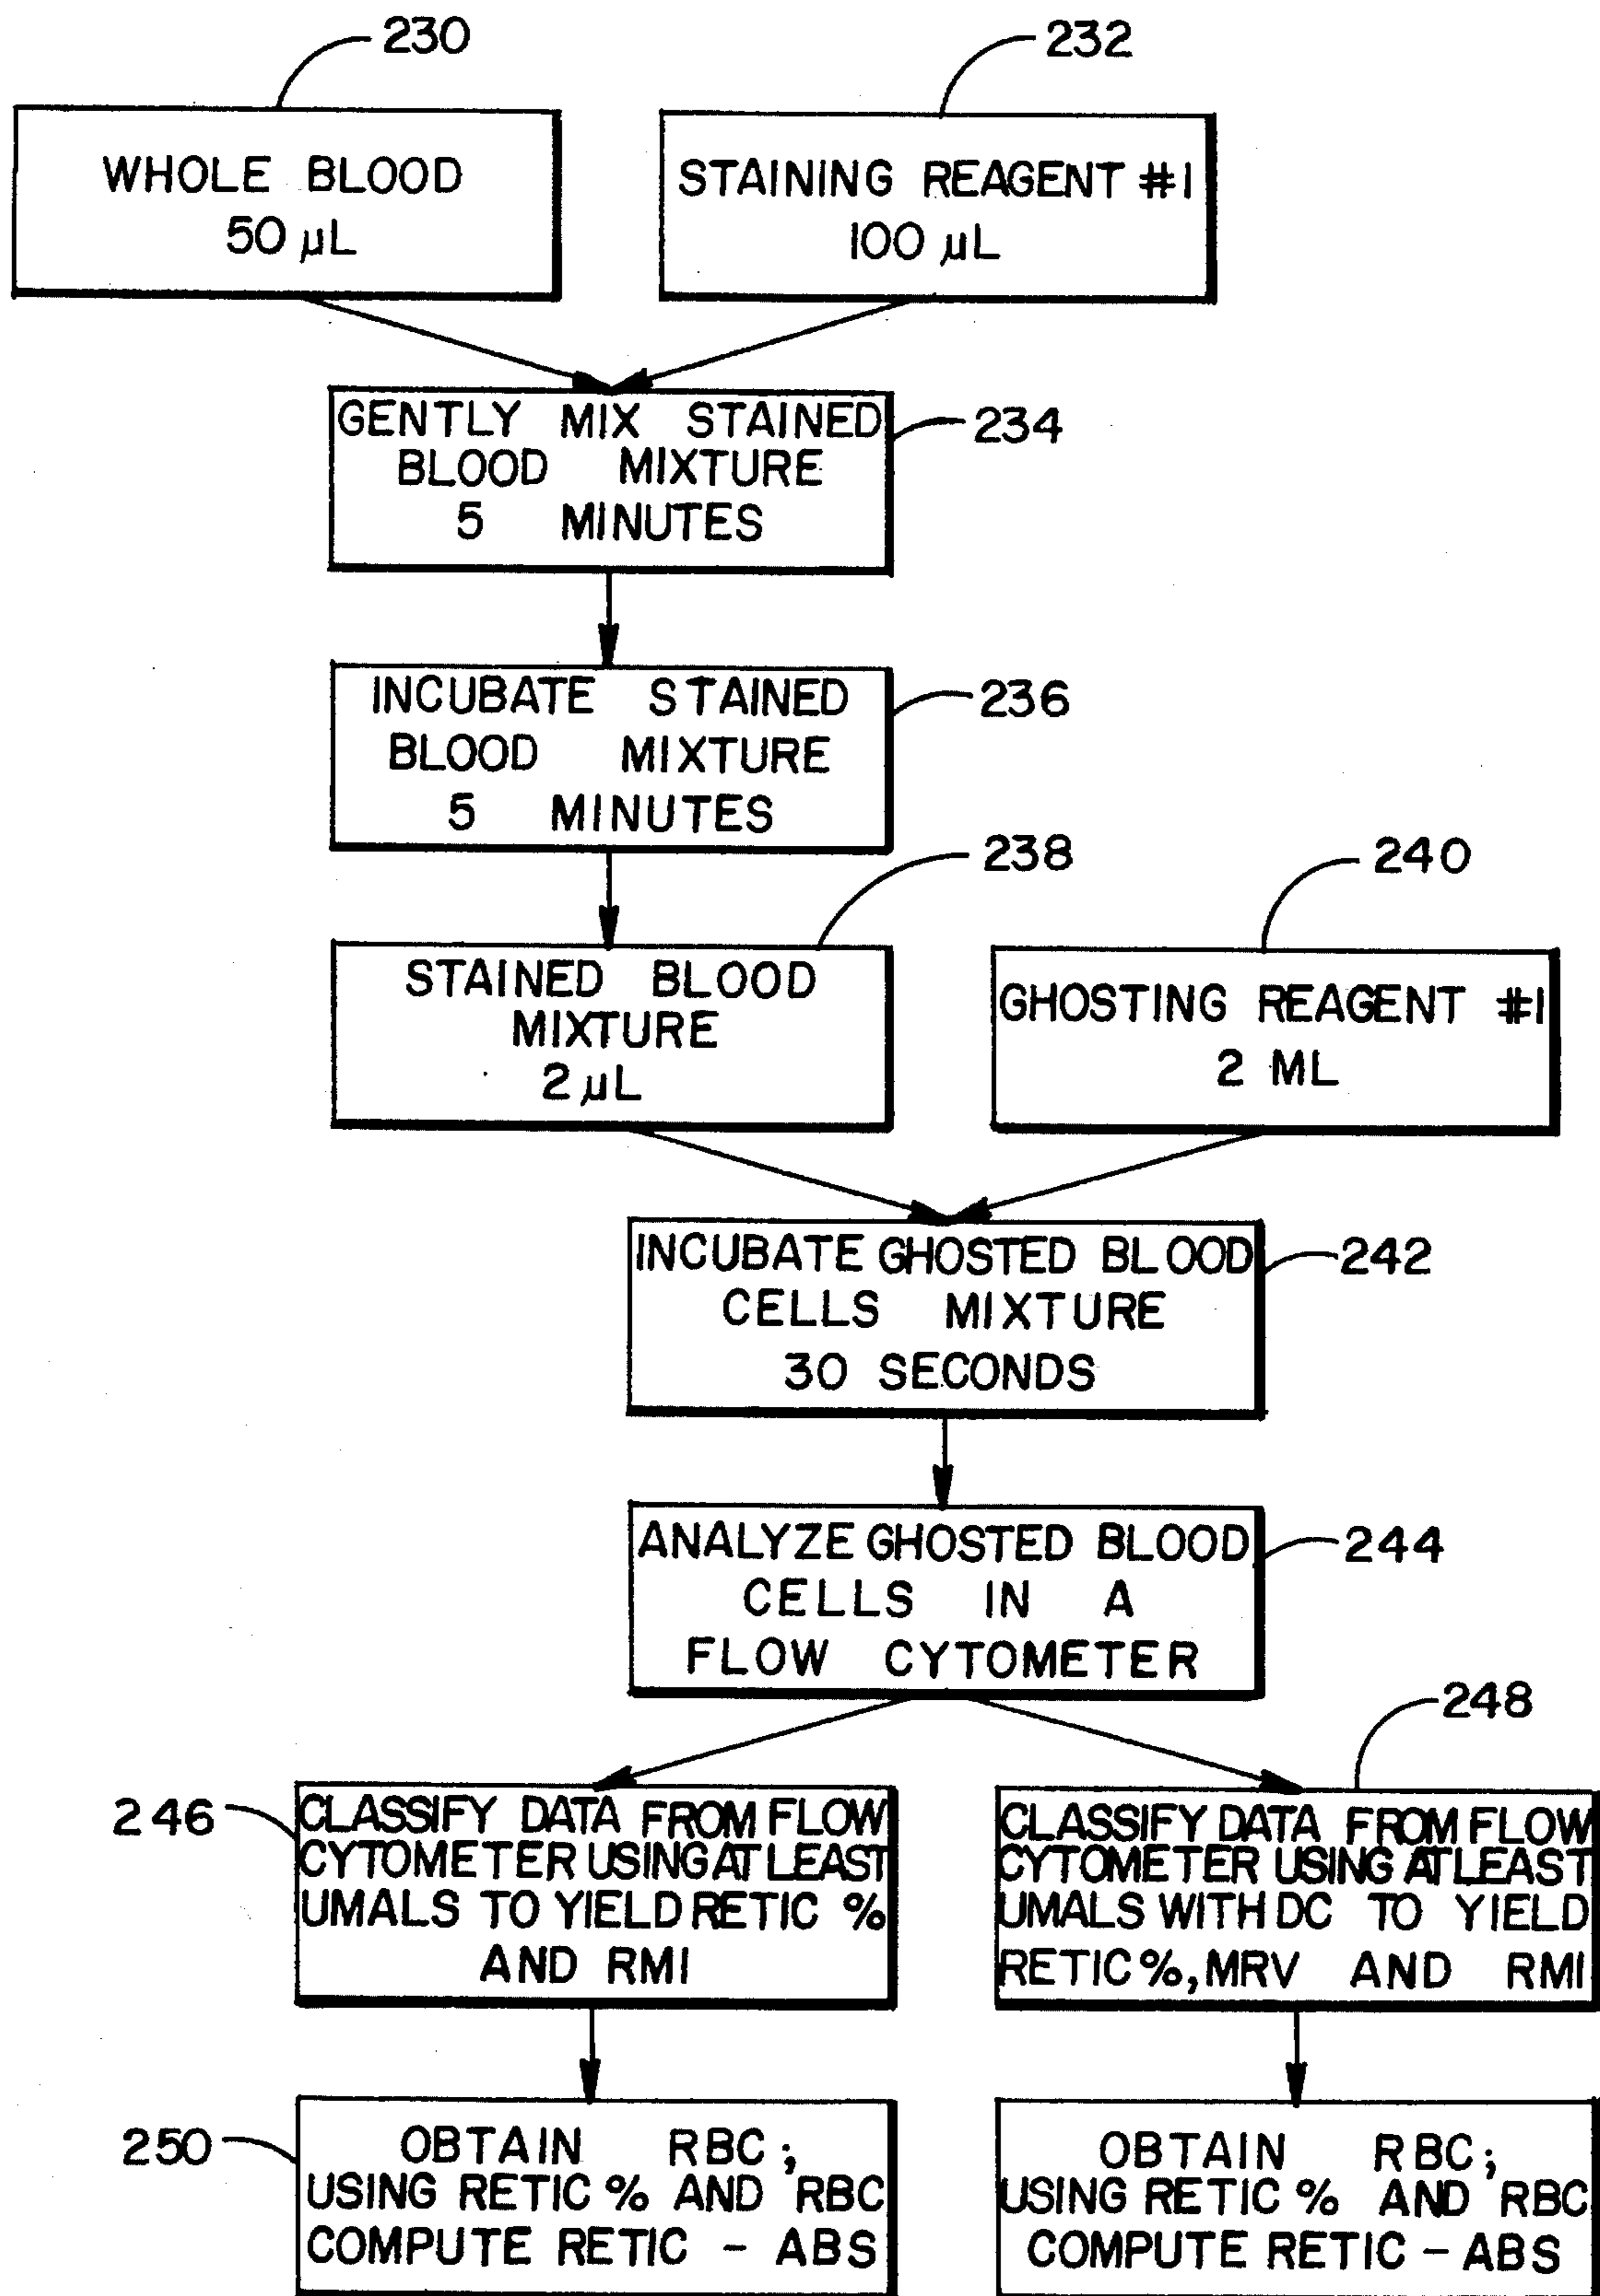 230
232
WHOLE BLOOD
50 µL
STAINING REAGENT #1
100 µL
GENTLY MIX STAINED
BLOOD MIXTURE
5 MINUTES
234
INCUBATE STAINED
BLOOD MIXTURE
5 MINUTES
236
238
240
STAINED BLOOD
MIXTURE
2 µL
GHOSTING REAGENT #1
2 ML
INCUBATE GHOSTED BLOOD
CELLS MIXTURE
30 SECONDS
242
ANALYZE GHOSTED BLOOD
CELLS IN A
FLOW CYTOMETER
244
248
246
CLASSIFY DATA FROM FLOW
CYTOMETER USING AT LEAST
UMALS TO YIELD RETIC %
AND RMI
CLASSIFY DATA FROM FLOW
CYTOMETER USING AT LEAST
UMALS WITH DC TO YIELD
RETIC %, MRV AND RMI
250
OBTAIN RBC;
USING RETIC % AND RBC
COMPUTE RETIC - ABS
OBTAIN RBC;
USING RETIC % AND RBC
COMPUTE RETIC - ABS